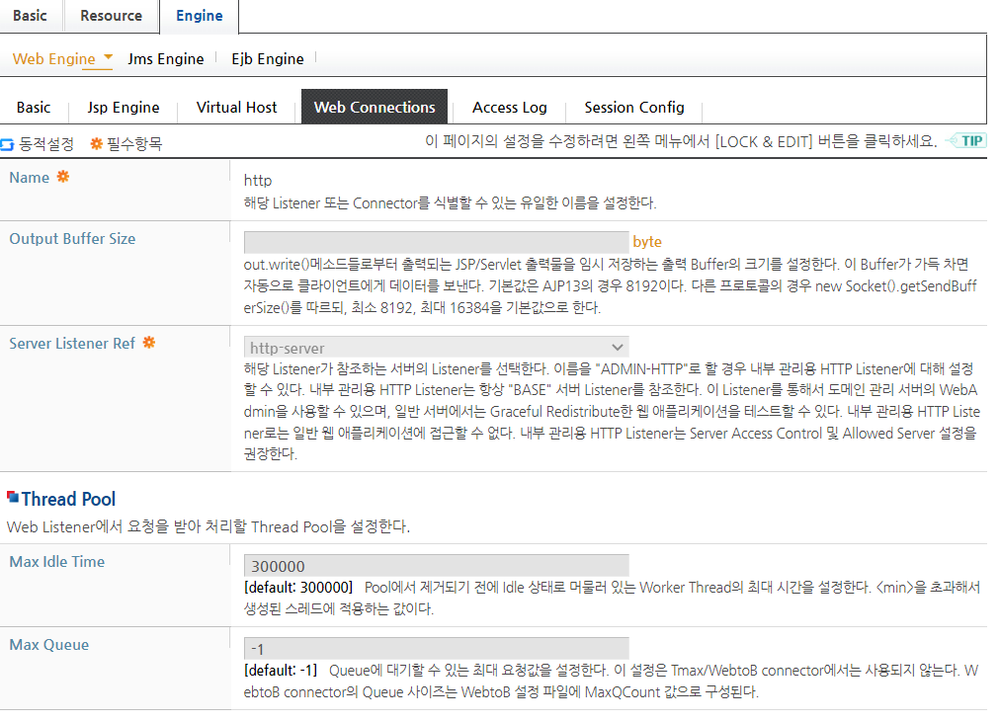 Basic Resource Engine
Web Engine Jms Engine Ejb Engine
Basic Jsp Engine Virtual Host Web Connections Access Log Session Config
동적설정 필수항목 이 페이지의 설정을 수정하려면 왼쪽 메뉴에서 [LOCK & EDIT] 버튼을 클릭하세요. TIP
Name
http
해당 Listener 또는 Connector를 식별할 수 있는 유일한 이름을 설정한다.
Output Buffer Size
byte
out.write()메소드들로부터 출력되는 JSP/Servlet 출력물을 임시 저장하는 출력 Buffer의 크기를 설정한다. 이 Buffer가 가득 차면
자동으로 클라이언트에게 데이터를 보낸다. 기본값은 AJP13의 경우 8192이다. 다른 프로토콜의 경우 new Socket().getSendBuff
erSize()를 따르되, 최소 8192, 최대 16384을 기본값으로 한다.
Server Listener Ref
http-server
해당 Listener가 참조하는 서버의 Listener를 선택한다. 이름을 "ADMIN-HTTP"로 할 경우 내부 관리용 HTTP Listener에 대해 설정
할 수 있다. 내부 관리용 HTTP Listener는 항상 "BASE" 서버 Listener를 참조한다. 이 Listener를 통해서 도메인 관리 서버의 WebA
dmin을 사용할 수 있으며, 일반 서버에서는 Graceful Redistribute한 웹 애플리케이션을 테스트할 수 있다. 내부 관리용 HTTP Liste
ner로는 일반 웹 애플리케이션에 접근할 수 없다. 내부 관리용 HTTP Listener는 Server Access Control 및 Allowed Server 설정을
권장한다.
Thread Pool
Web Listener에서 요청을 받아 처리할 Thread Pool을 설정한다.
Max Idle Time
300000
[default: 300000] Pool에서 제거되기 전에 Idle 상태로 머물러 있는 Worker Thread의 최대 시간을 설정한다. <min>을 초과해서
생성된 스레드에 적용하는 값이다.
Max Queue
-1
[default: -1] Queue에 대기할 수 있는 최대 요청값을 설정한다. 이 설정은 Tmax/WebtoB connector에서는 사용되지 않는다. W
ebtoB connector의 Queue 사이즈는 WebtoB 설정 파일에 MaxQCount 값으로 구성된다.